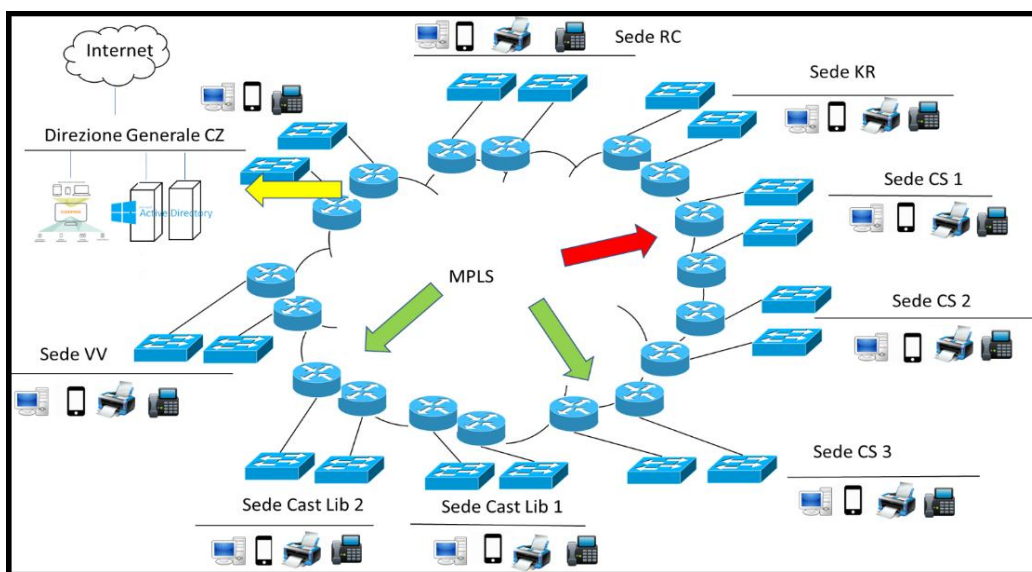 Internet
Sede RC
Sede KR
Direzione Generale CZ
Active Directory
Sede CS 1
MPLS
Sede CS 2
Sede VV
Sede CS 3
Sede Cast Lib 2
Sede Cast Lib 1